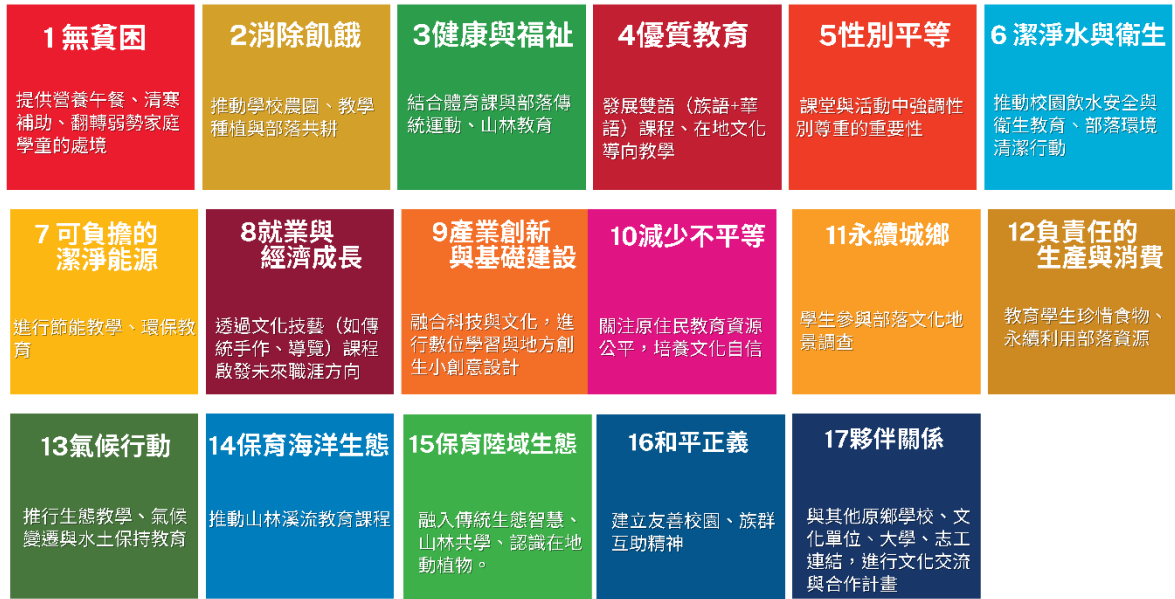 1 無貧困
提供營養午餐、清寒
補助、翻轉弱勢家庭
學童的處境
2消除飢餓
推動學校農園、教學
種植與部落共耕
3健康與福祉
結合體育課與部落傳
統運動、山林教育
4優質教育
發展雙語（族語+華
語）課程、在地文化
導向教學
5性別平等
課堂與活動中強調性
別尊重的重要性
6 潔淨水與衛生
推動校園飲水安全與
衛生教育、部落環境
清潔行動
7 可負擔的
潔淨能源
進行節能教學、環保教
育
8就業與
經濟成長
透過文化技藝（如傳
統手作、導覽）課程
啟發未來職涯方向
9產業創新
與基礎建設
融合科技與文化，進
行數位學習與地方創
生小創意設計
10減少不平等
關注原住民教育資源
公平，培養文化自信
11永續城鄉
學生參與部落文化地
景調查
12負責任的
生產與消費
教育學生珍惜食物、
永續利用部落資源
13氣候行動
推行生態教學、氣候
變遷與水土保持教育
14保育海洋生態
推動山林溪流教育課程
15保育陸域生態
融入傳統生態智慧、
山林共學、認識在地
動植物。
16和平正義
建立友善校園、族群
互助精神
17夥伴關係
與其他原鄉學校、文
化單位、大學、志工
連結，進行文化交流
與合作計畫